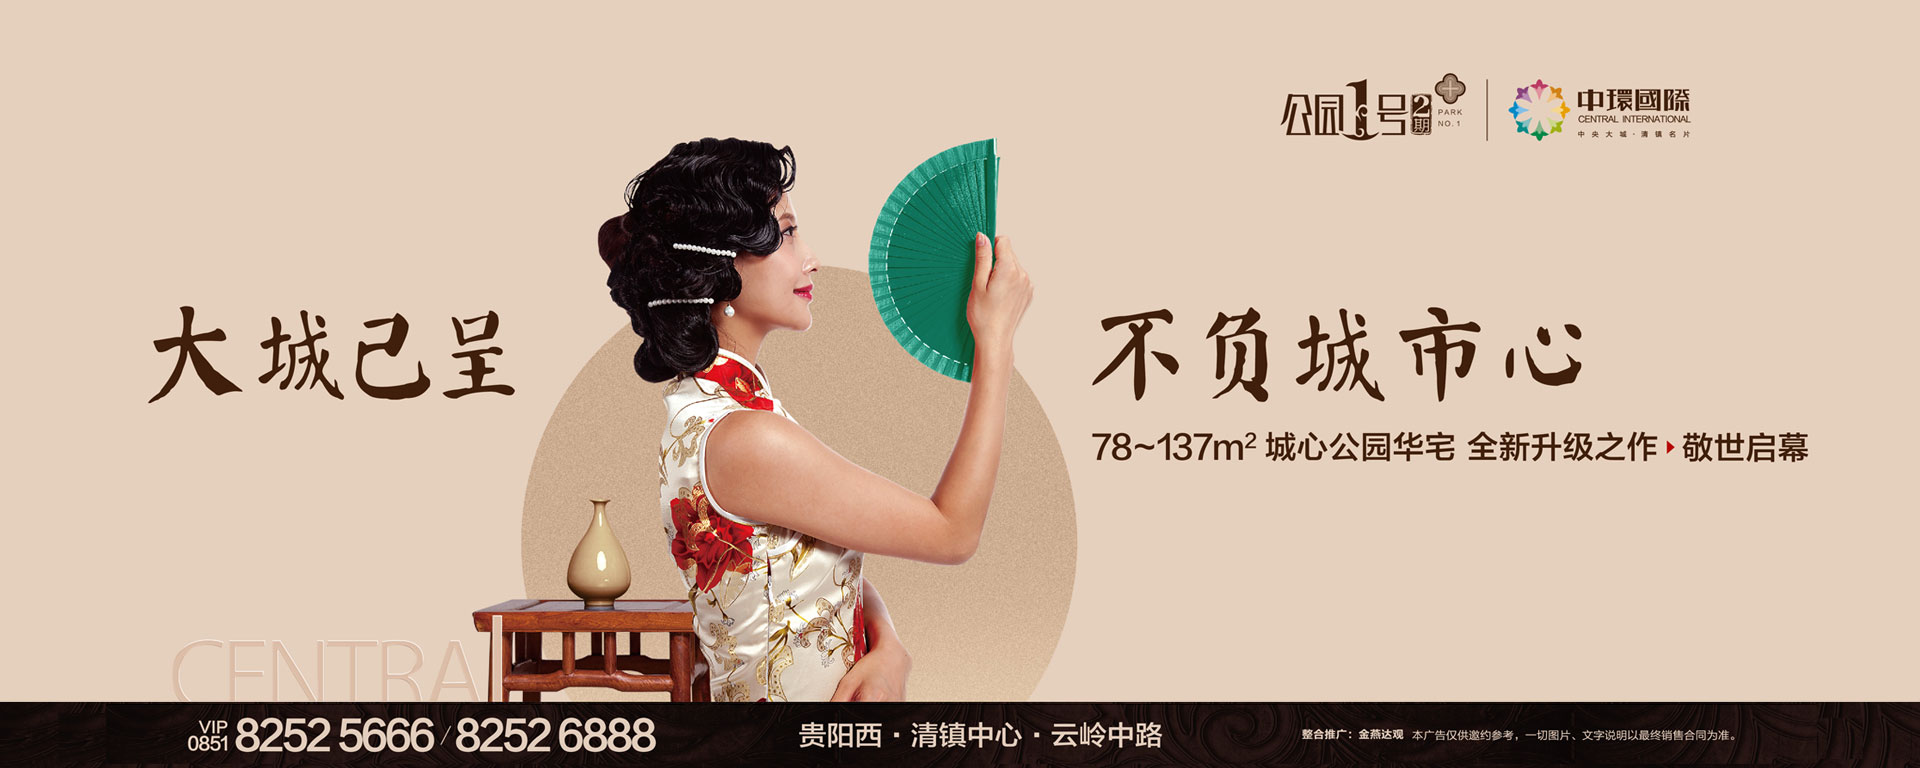 公园1号2期
PARK
NO.1
中環國際
CENTRAL INTERNATIONAL
中央大城·清镇名片
大城已呈
不负城市心
78~137m² 城心公园华宅 全新升级之作 敬世启幕
CENTRAL
VIP
0851
8252 5666 / 8252 6888
贵阳西·清镇中心·云岭中路
整合推广：金燕达观 本广告仅供邀约参考，一切图片、文字说明以最终销售合同为准。